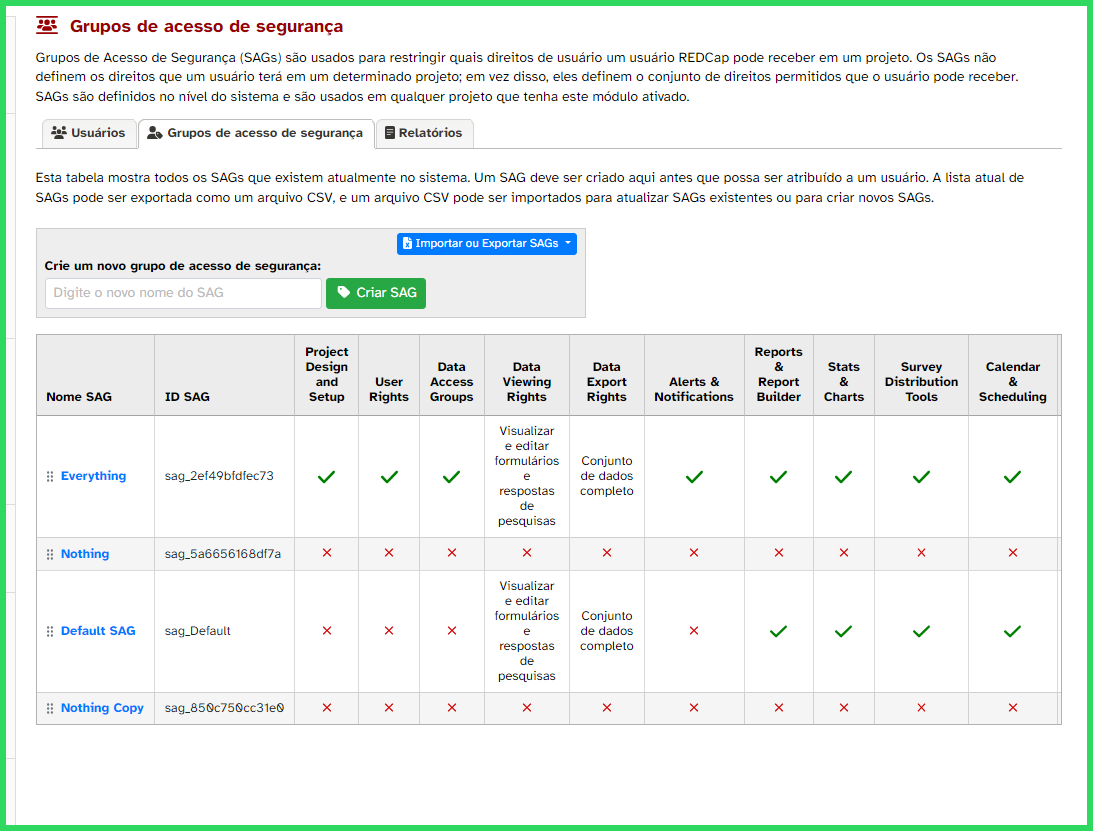 Grupos de acesso de segurança
Grupos de Acesso de Segurança (SAGs) são usados para restringir quais direitos de usuário um usuário REDCap pode receber em um projeto. Os SAGs não
definem os direitos que um usuário terá em um determinado projeto; em vez disso, eles definem o conjunto de direitos permitidos que o usuário pode receber.
SAGs são definidos no nível do sistema e são usados em qualquer projeto que tenha este módulo ativado.
Usuários Grupos de acesso de segurança Relatórios
Esta tabela mostra todos os SAGs que existem atualmente no sistema. Um SAG deve ser criado aqui antes que possa ser atribuído a um usuário. A lista atual de
SAGs pode ser exportada como um arquivo CSV, e um arquivo CSV pode ser importados para atualizar SAGs existentes ou para criar novos SAGs.
Importar ou Exportar SAGs
Crie um novo grupo de acesso de segurança:
Digite o novo nome do SAG Criar SAG
Nome SAG
ID SAG
Project
Design
and
Setup
User
Rights
Data
Access
Groups
Data
Viewing
Rights
Data
Export
Rights
Alerts &
Notifications
Reports
&
Report
Builder
Stats
&
Charts
Survey
Distribution
Tools
Calendar
&
Scheduling
Everything
sag_2ef49bfdfec73
Visualizar
e editar
formulários
e
respostas
de
pesquisas
Conjunto
de dados
completo
Nothing
sag_5a6656168df7a
Default SAG
sag_Default
Visualizar
e editar
formulários
e
respostas
de
pesquisas
Conjunto
de dados
completo
Nothing Copy
sag_850c750cc31e0